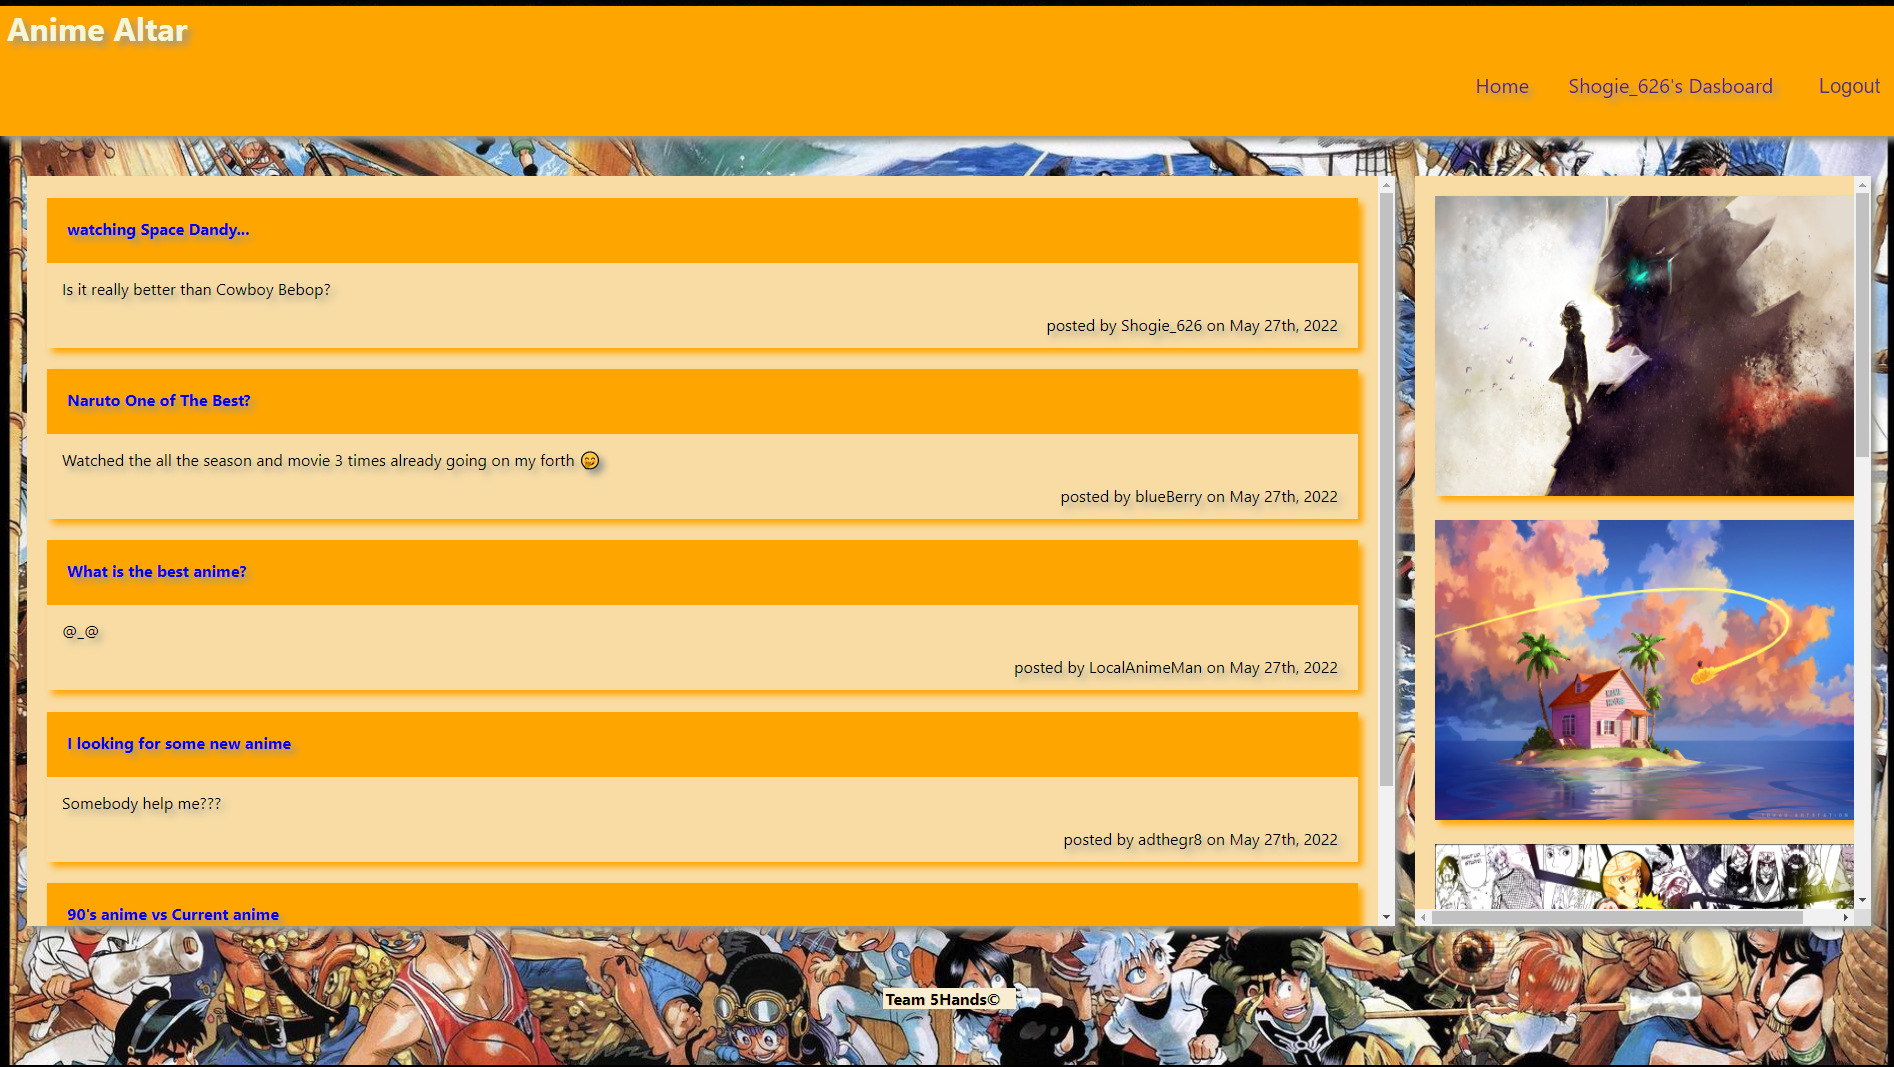 Anime Altar
Home Shogie_626's Dasboard Logout
watching Space Dandy...
Is it really better than Cowboy Bebop?
posted by Shogie_626 on May 27th, 2022
Naruto One of The Best?
Watched the all the season and movie 3 times already going on my forth 😋
posted by blueBerry on May 27th, 2022
What is the best anime?
@_@
posted by LocalAnimeMan on May 27th, 2022
I looking for some new anime
Somebody help me???
posted by adthegr8 on May 27th, 2022
90's anime vs Current anime
Team 5Hands©